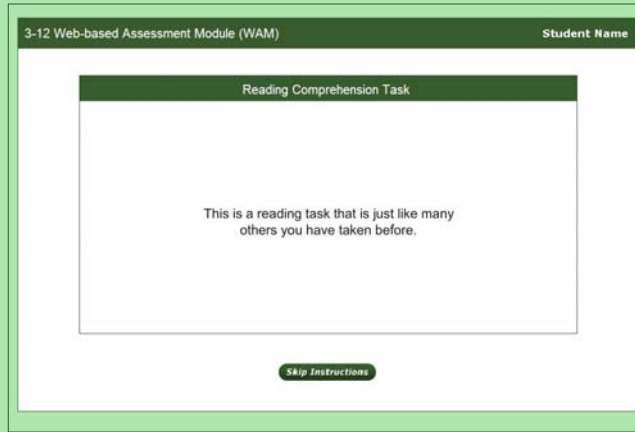 3-12 Web-based Assessment Module (WAM)
Student Name
Reading Comprehension Task
This is a reading task that is just like many
others you have taken before.
Skip Instructions